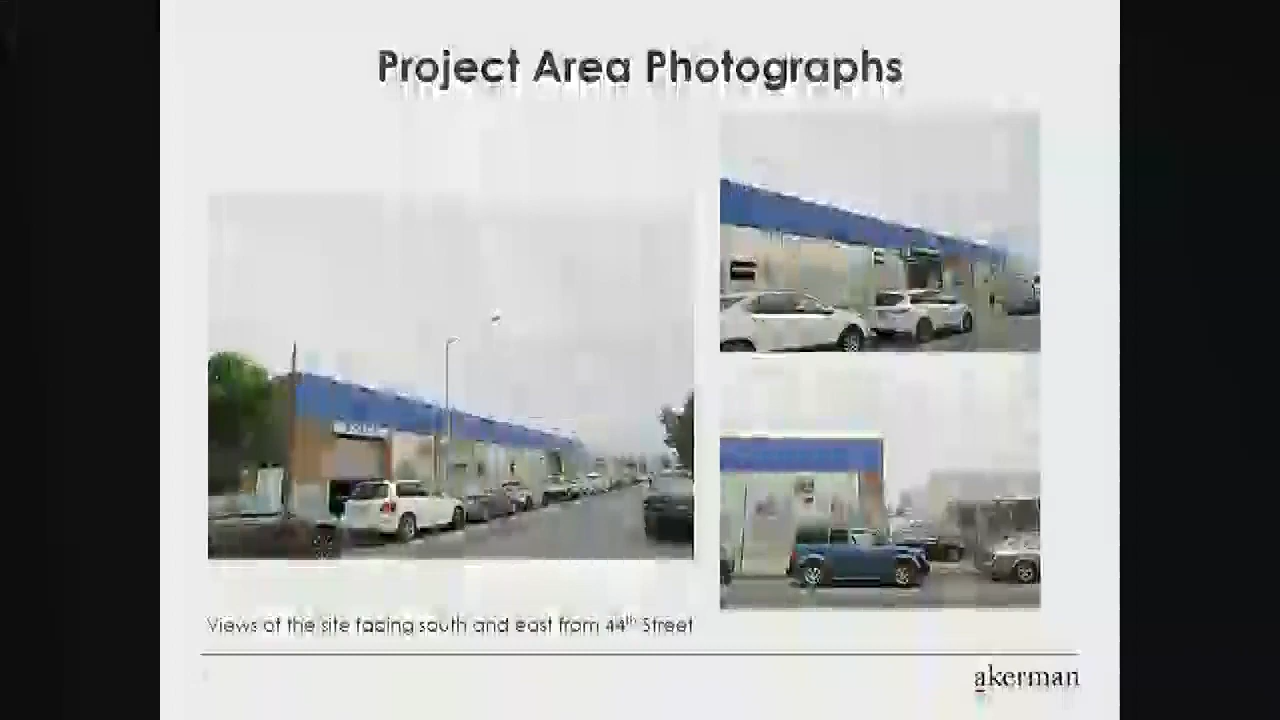 Project Area Photographs
Views of the site facing south and east from 44th Street
akerman